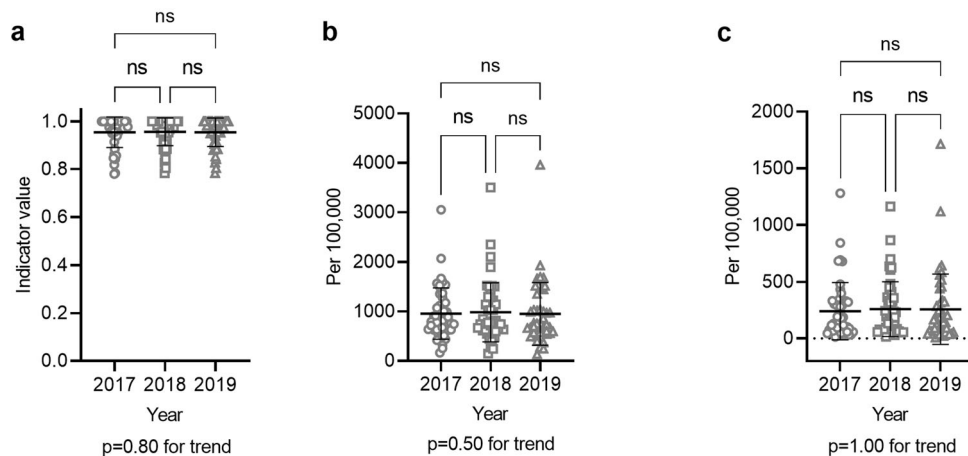 a
ns
ns
ns
Indicator value
1.0
0.8
0.6
0.4
0.2
0.0
2017 2018 2019
Year
p=0.80 for trend
b
ns
ns
ns
Per 100,000
5000
4000
3000
2000
1000
0
2017 2018 2019
Year
p=0.50 for trend
c
ns
ns
ns
Per 100,000
2000
1500
1000
500
0
2017 2018 2019
Year
p=1.00 for trend